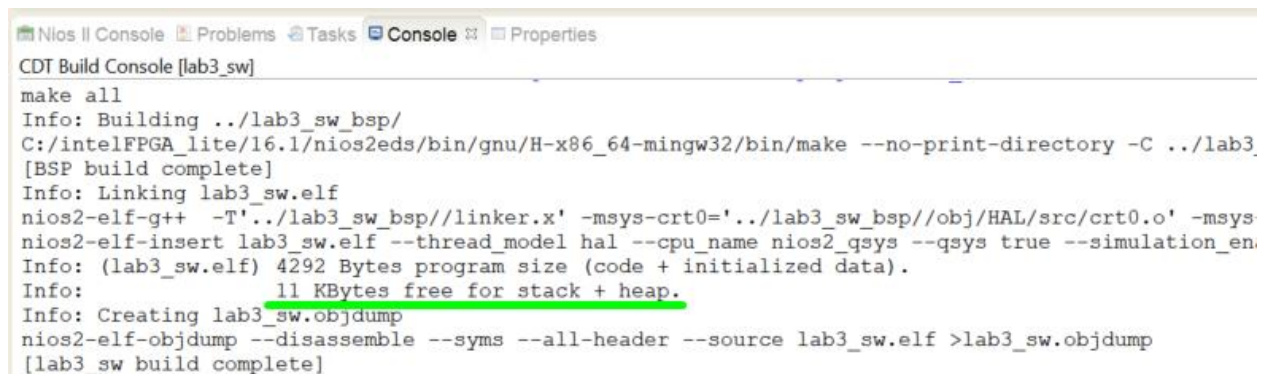 Nios II Console Problems Tasks Console Properties
CDT Build Console [lab3_sw]
make all
Info: Building ../lab3_sw_bsp/
C:/intelFPGA_lite/16.1/nios2eds/bin/gnu/H-x86_64-mingw32/bin/make --no-print-directory -C ../lab3_
[BSP build complete]
Info: Linking lab3_sw.elf
nios2-elf-g++ -T'../lab3_sw_bsp//linker.x' -msys-crt0='../lab3_sw_bsp//obj/HAL/src/crt0.o' -msys-
nios2-elf-insert lab3_sw.elf --thread_model hal --cpu_name nios2_qsys --qsys true --simulation_ena
Info: (lab3_sw.elf) 4292 Bytes program size (code + initialized data).
Info: 11 KBytes free for stack + heap.
Info: Creating lab3_sw.objdump
nios2-elf-objdump --disassemble --syms --all-header --source lab3_sw.elf >lab3_sw.objdump
[lab3_sw build complete]